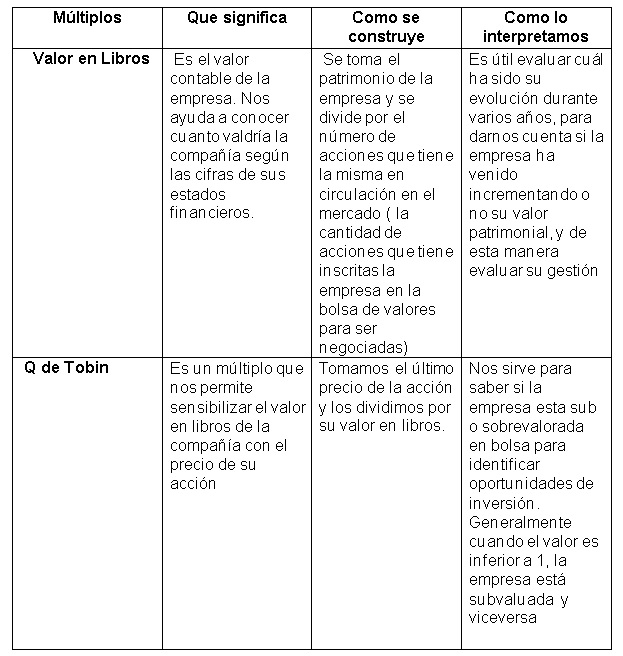 Múltiplos
Que significa
Como se
construye
Como lo
interpretamos
Valor en Libros
Es el valor
contable de la
empresa. Nos
ayuda a conocer
cuanto valdría la
compañía según
las cifras de sus
estados
financieros.
Se toma el
patrimonio de la
empresa y se
divide por el
número de
acciones que tiene
la misma en
circulación en el
mercado ( la
cantidad de
acciones que tiene
inscritas la
empresa en la
bolsa de valores
para ser
negociadas)
Es útil evaluar cuál
ha sido su
evolución durante
varios años, para
darnos cuenta si la
empresa ha
venido
incrementando o
no su valor
patrimonial, y de
esta manera
evaluar su gestión
Q de Tobin
Es un múltiplo que
nos permite
sensibilizar el valor
en libros de la
compañía con el
precio de su
acción
Tomamos el último
precio de la acción
y los dividimos por
su valor en libros.
Nos sirve para
saber si la
empresa esta sub
o sobrevalorada
en bolsa para
identificar
oportunidades de
inversión.
Generalmente
cuando el valor es
inferior a 1, la
empresa está
subvaluada y
viceversa